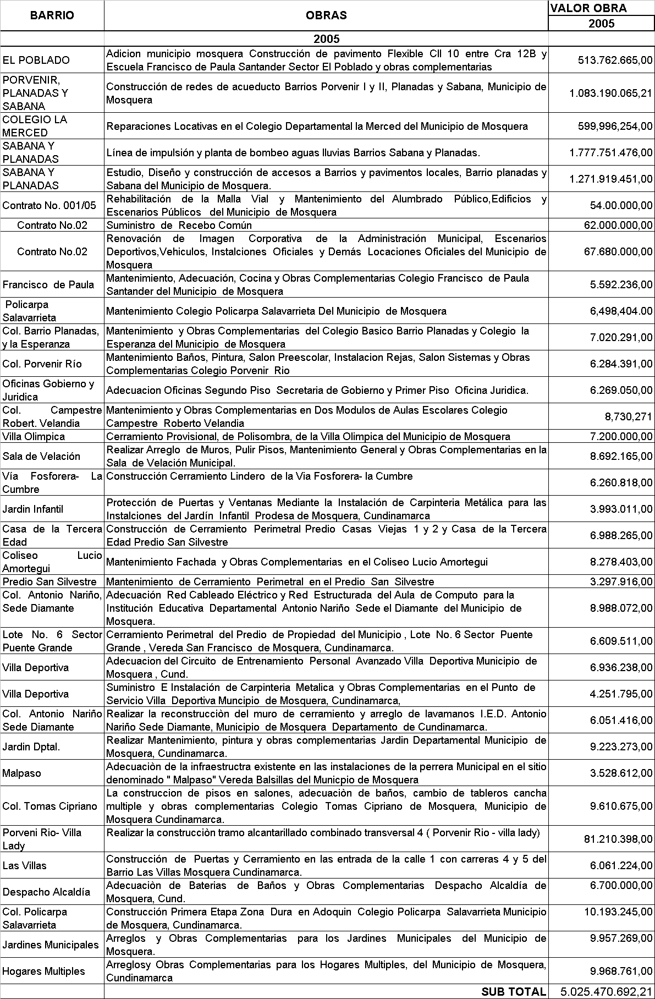 BARRIO
OBRAS
VALOR OBRA
2005
2005
EL POBLADO
Adicion municipio mosquera Construcción de pavimento Flexible Cll 10 entre Cra 12B y
Escuela Francisco de Paula Santander Sector El Poblado y obras complementarias
513.762.665,00
PORVENIR,
PLANADAS Y
SABANA
Construcción de redes de acueducto Barrios Porvenir I y II, Planadas y Sabana, Municipio de
Mosquera
1.083.190.065,21
COLEGIO LA
MERCED
Reparaciones Locativas en el Colegio Departamental la Merced del Municipio de Mosquera
599,996,254,00
SABANA Y
PLANADAS
Línea de impulsión y planta de bombeo aguas lluvias Barrios Sabana y Planadas.
1.777.751.476,00
SABANA Y
PLANADAS
Estudio, Diseño y construcción de accesos a Barrios y pavimentos locales, Barrio planadas y
Sabana del Municipio de Mosquera.
1.271.919.451,00
Contrato No. 001/05
Rehabilitación de la Malla Vial y Mantenimiento del Alumbrado Público,Edificios y
Escenarios Públicos del Municipio de Mosquera
54.00.000,00
Contrato No.02
Suministro de Recebo Común
62.000.000,00
Contrato No.02
Renovación de Imagen Corporativa de la Administración Municipal, Escenarios
Deportivos,Vehiculos, Instalciones Oficiales y Demás Locaciones Oficiales del Municipio de
Mosquera
67.680.000,00
Francisco de Paula
Mantenimiento, Adecuación, Cocina y Obras Complementarias Colegio Francisco de Paula
Santander del Municipio de Mosquera
5.592.236,00
Policarpa
Salavarrieta
Mantenimiento Colegio Policarpa Salavarrieta Del Municipio de Mosquera
6,498,404.00
Col. Barrio Planadas,
y la Esperanza
Mantenimiento y Obras Complementarias del Colegio Basico Barrio Planadas y Colegio la
Esperanza del Municipio de Mosquera
7.020.291,00
Col. Porvenir Río
Mantenimiento Baños, Pintura, Salon Preescolar, Instalacion Rejas, Salon Sistemas y Obras
Complementarias Colegio Porvenir Rio
6.284.391,00
Oficinas Gobierno y
Juridica
Adecuacion Oficinas Segundo Piso Secretaria de Gobierno y Primer Piso Oficina Juridica.
6.269.050,00
Col. Campestre
Robert. Velandia
Mantenimiento y Obras Complementarias en Dos Modulos de Aulas Escolares Colegio
Campestre Roberto Velandia
8,730,271
Villa Olimpica
Cerramiento Provisional, de Polisombra, de la Villa Olimpica del Municipio de Mosquera
7.200.000,00
Sala de Velación
Realizar Arreglo de Muros, Pulir Pisos, Mantenimiento General y Obras Complementarias en la
Sala de Velación Municipal.
8.692.165,00
Vía Fosforera- La
Cumbre
Construcción Cerramiento Lindero de la Via Fosforera- la Cumbre
6.260.818,00
Jardin Infantil
Protección de Puertas y Ventanas Mediante la Instalación de Carpinteria Metálica para las
Instalciones del Jardín Infantil Prodesa de Mosquera, Cundinamarca
3.993.011,00
Casa de la Tercera
Edad
Construcción de Cerramiento Perimetral Predio Casas Viejas 1 y 2 y Casa de la Tercera
Edad Predio San Silvestre
6.988.265,00
Coliseo Lucio
Amortegui
Mantenimiento Fachada y Obras Complementarias en el Coliseo Lucio Amortegui
8.278.403,00
Predio San Silvestre
Mantenimiento de Cerramiento Perimetral en el Predio San Silvestre
3.297.916,00
Col. Antonio Nariño,
Sede Diamante
Adecuación Red Cableado Eléctrico y Red Estructurada del Aula de Computo para la
Institución Educativa Departamental Antonio Nariño Sede el Diamante del Municipio de
Mosquera.
8.988.072,00
Lote No. 6 Sector
Puente Grande
Cerramiento Perimetral del Predio de Propiedad del Municipio , Lote No. 6 Sector Puente
Grande , Vereda San Francisco de Mosquera, Cundinamarca.
6.609.511,00
Villa Deportiva
Adecuacion del Circuito de Entrenamiento Personal Avanzado Villa Deportiva Municipio de
Mosquera , Cund.
6.936.238,00
Villa Deportiva
Suministro E Instalación de Carpinteria Metalica y Obras Complementarias en el Punto de
Servicio Villa Deportiva Muncipio de Mosquera, Cundinamarca,
4.251.795,00
Col. Antonio Nariño
Sede Diamante
Realizar la reconstrucciòn del muro de cerramiento y arreglo de lavamanos I.E.D. Antonio
Nariño Sede Diamante, Municipio de Mosquera Departamento de Cundinamarca.
6.051.416,00
Jardin Dptal.
Realizar Mantenimiento, pintura y obras complementarias Jardin Departamental Municipio de
Mosquera, Cundinamarca.
9.223.273,00
Malpaso
Adecuaciòn de la infraestructra existente en las instalaciones de la perrera Municipal en el sitio
denominado " Malpaso" Vereda Balsillas del Municpio de Mosquera
3.528.612,00
Col. Tomas Cipriano
La construccion de pisos en salones, adecuaciòn de baños, cambio de tableros cancha
multiple y obras complementarias Colegio Tomas Cipriano de Mosquera, Municipio de
Mosquera Cundinamarca.
9.610.675,00
Porveni Rio- Villa
Lady
Realizar la construcciòn tramo alcantarillado combinado transversal 4 ( Porvenir Rio - villa lady)
81.210.398,00
Las Villas
Construcción de Puertas y Cerramiento en las entrada de la calle 1 con carreras 4 y 5 del
Barrio Las Villas Mosquera Cundinamarca.
6.061.224,00
Despacho Alcaldía
Adecuaciòn de Baterias de Baños y Obras Complementarias Despacho Alcaldía de
Mosquera, Cund.
6.700.000,00
Col. Policarpa
Salavarrieta
Construcción Primera Etapa Zona Dura en Adoquin Colegio Policarpa Salavarrieta Municipio
de Mosquera, Cundinamarca.
10.193.245,00
Jardines Municipales
Arreglos y Obras Complementarias para los Jardines Municipales del Municipio de
Mosquera.
9.957.269,00
Hogares Multiples
Arreglosy Obras Complementarias para los Hogares Multiples, del Municipio de Mosquera,
Cundinamarca
9.968.761,00
SUB TOTAL
5.025.470.692,21